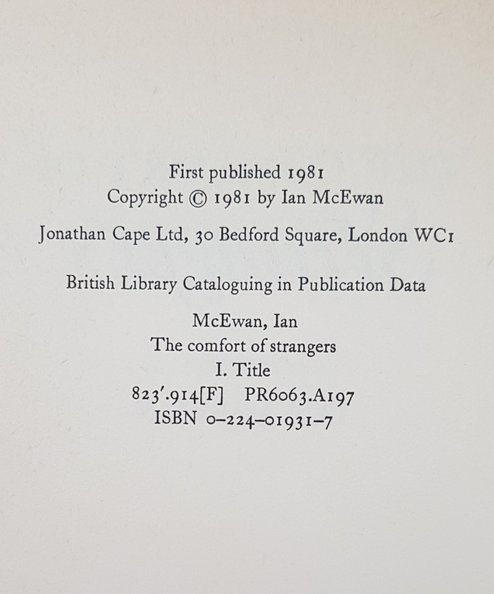 First published 1981
Copyright © 1981 by Ian McEwan
Jonathan Cape Ltd, 30 Bedford Square, London WC1
British Library Cataloguing in Publication Data
McEwan, Ian
The comfort of strangers
I. Title
823′.914[F] PR6063.A197
ISBN 0–224–01931–7